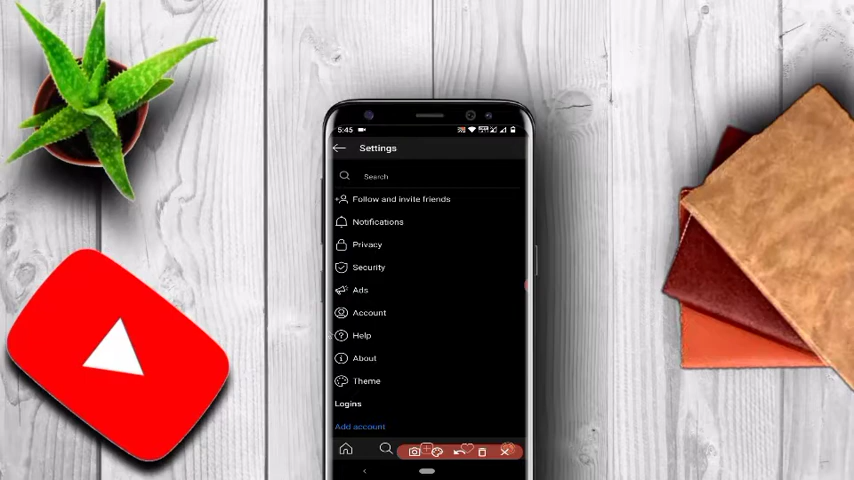 5:45
Settings
Search
Follow and invite friends
Notifications
Privacy
Security
Ads
Account
Help
About
Theme
Logins
Add account